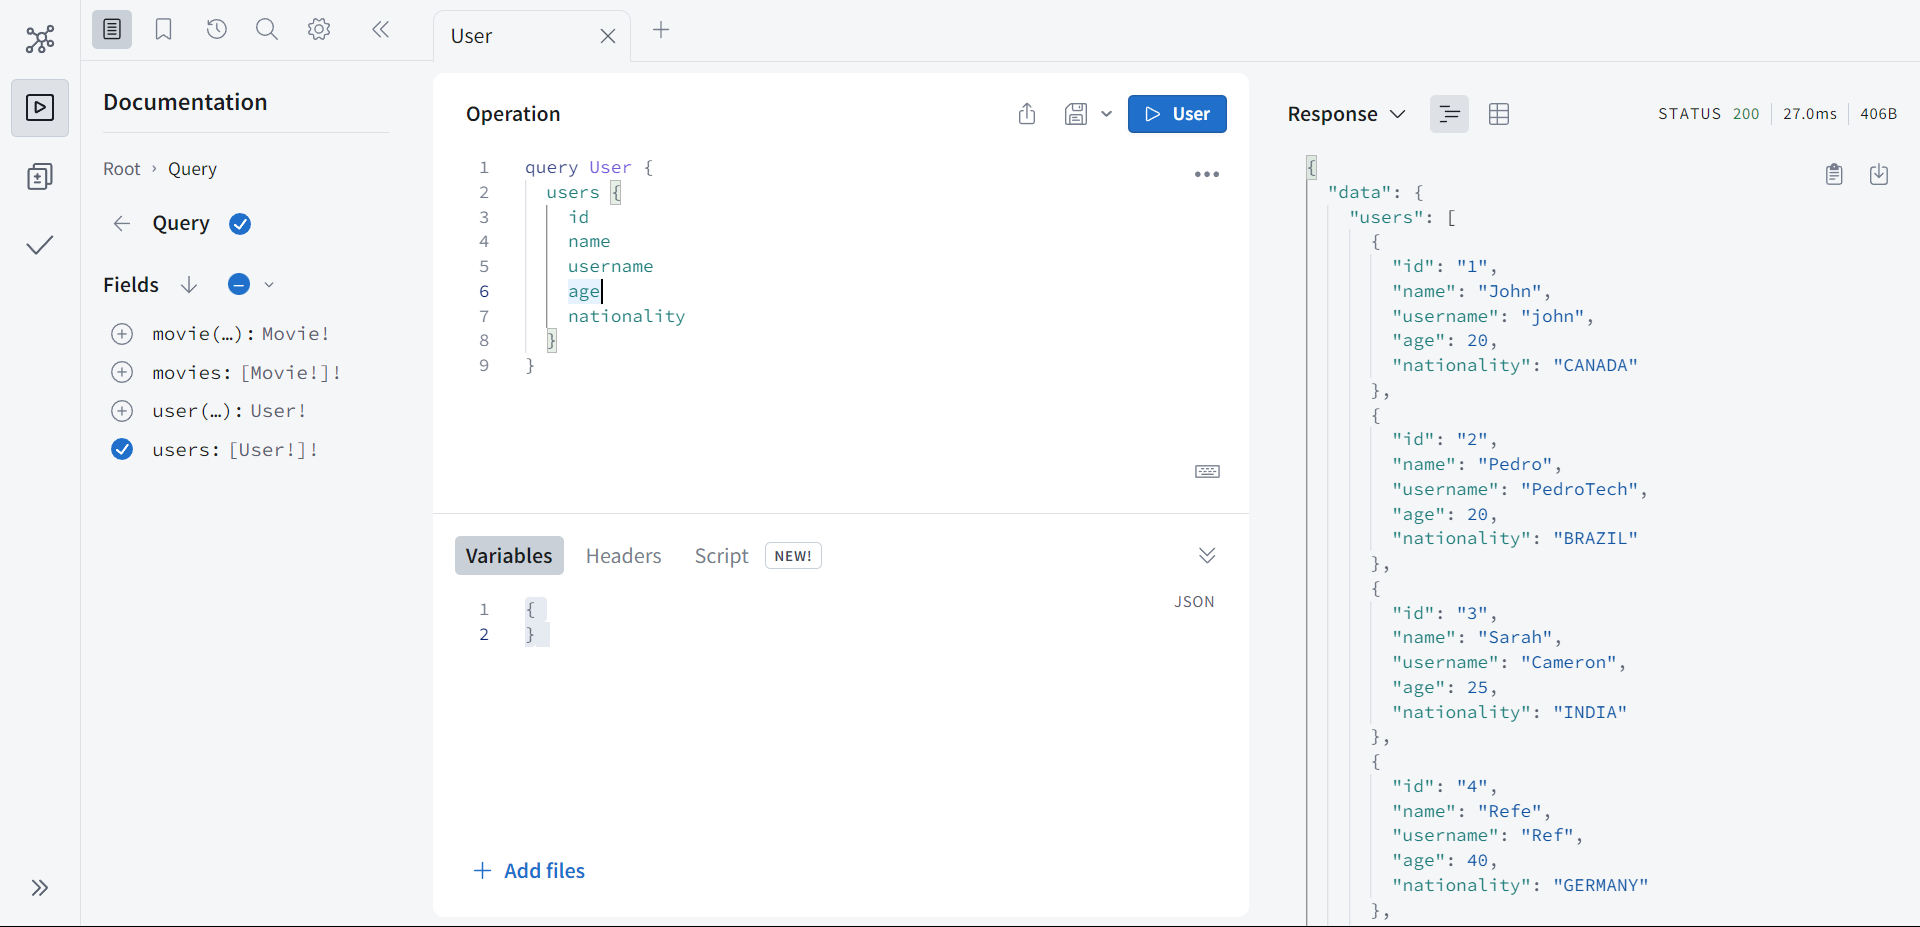 User
Documentation
Root › Query
Query
Fields
movie(…): Movie!
movies: [Movie!]!
user(…): User!
users: [User!]!
Operation
User
1 query User {
2 users {
3 id
4 name
5 username
6 age
7 nationality
8 }
9 }
Variables Headers Script NEW!
JSON
1 {
2 }
Add files
Response
STATUS 200 27.0ms 406B
{
"data": {
"users": [
{
"id": "1",
"name": "John",
"username": "john",
"age": 20,
"nationality": "CANADA"
},
{
"id": "2",
"name": "Pedro",
"username": "PedroTech",
"age": 20,
"nationality": "BRAZIL"
},
{
"id": "3",
"name": "Sarah",
"username": "Cameron",
"age": 25,
"nationality": "INDIA"
},
{
"id": "4",
"name": "Refe",
"username": "Ref",
"age": 40,
"nationality": "GERMANY"
},